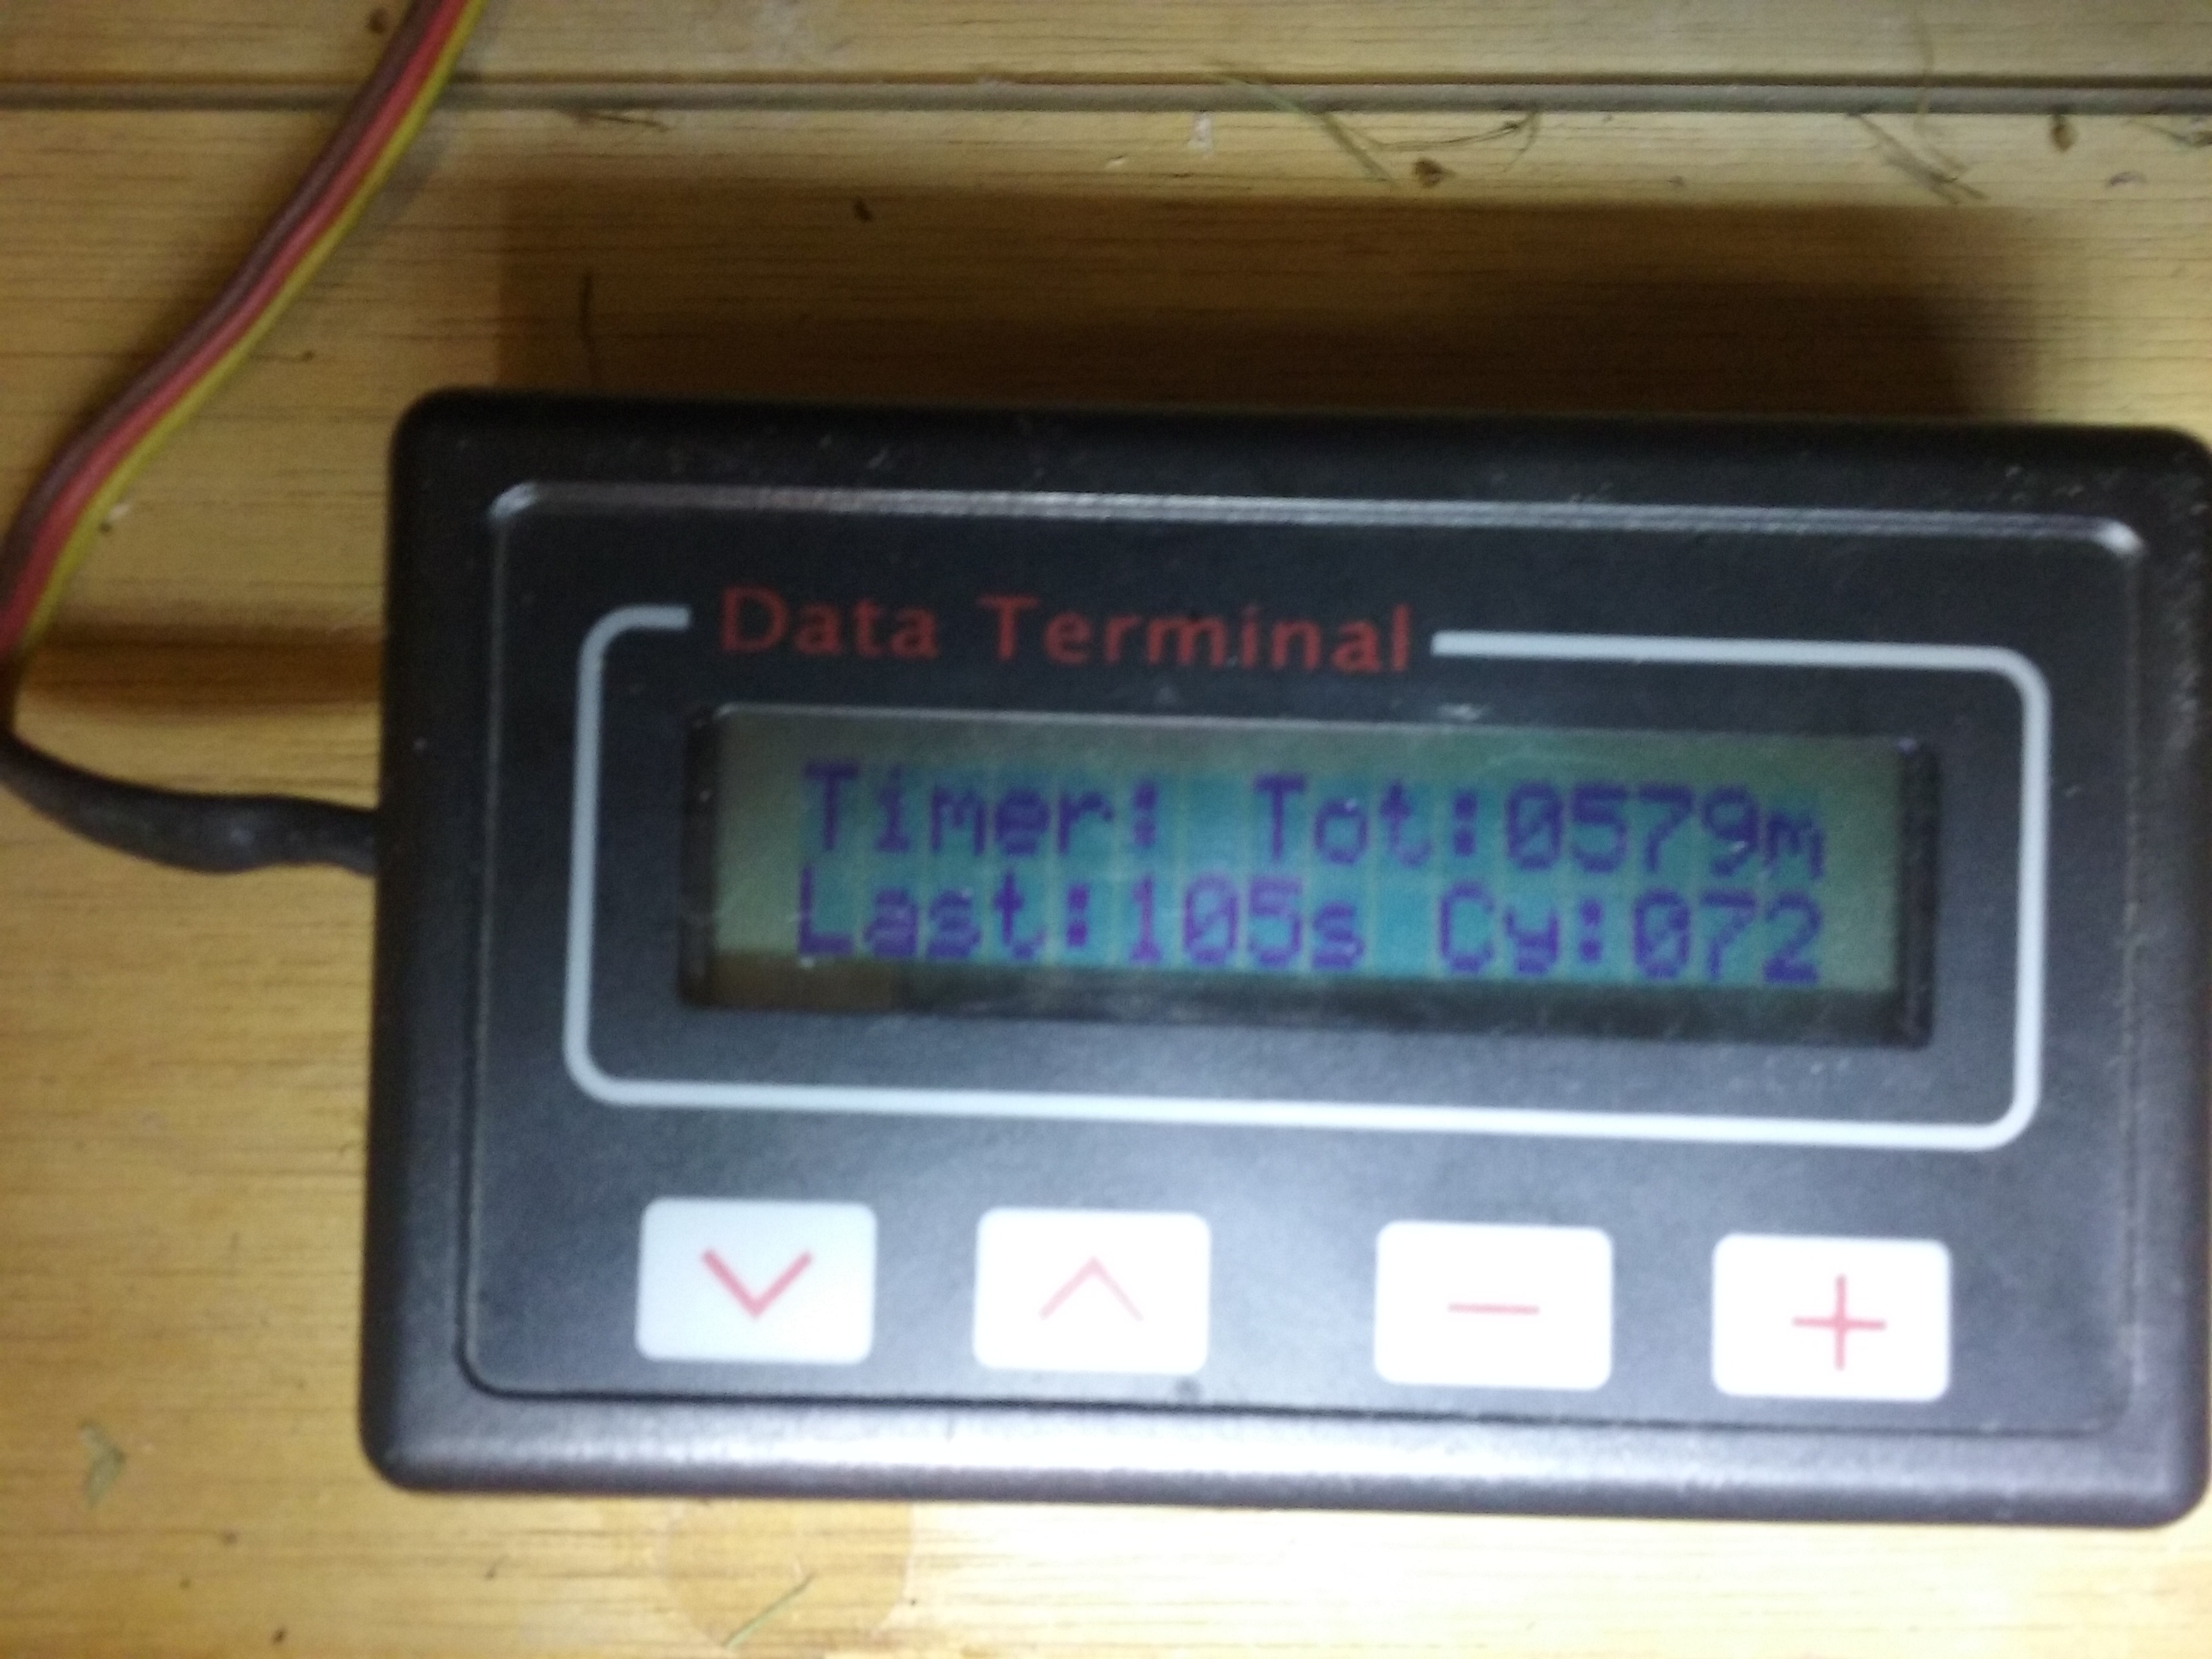 Data Terminal
Timer: Tot:0579m
Last:105s Cy:072